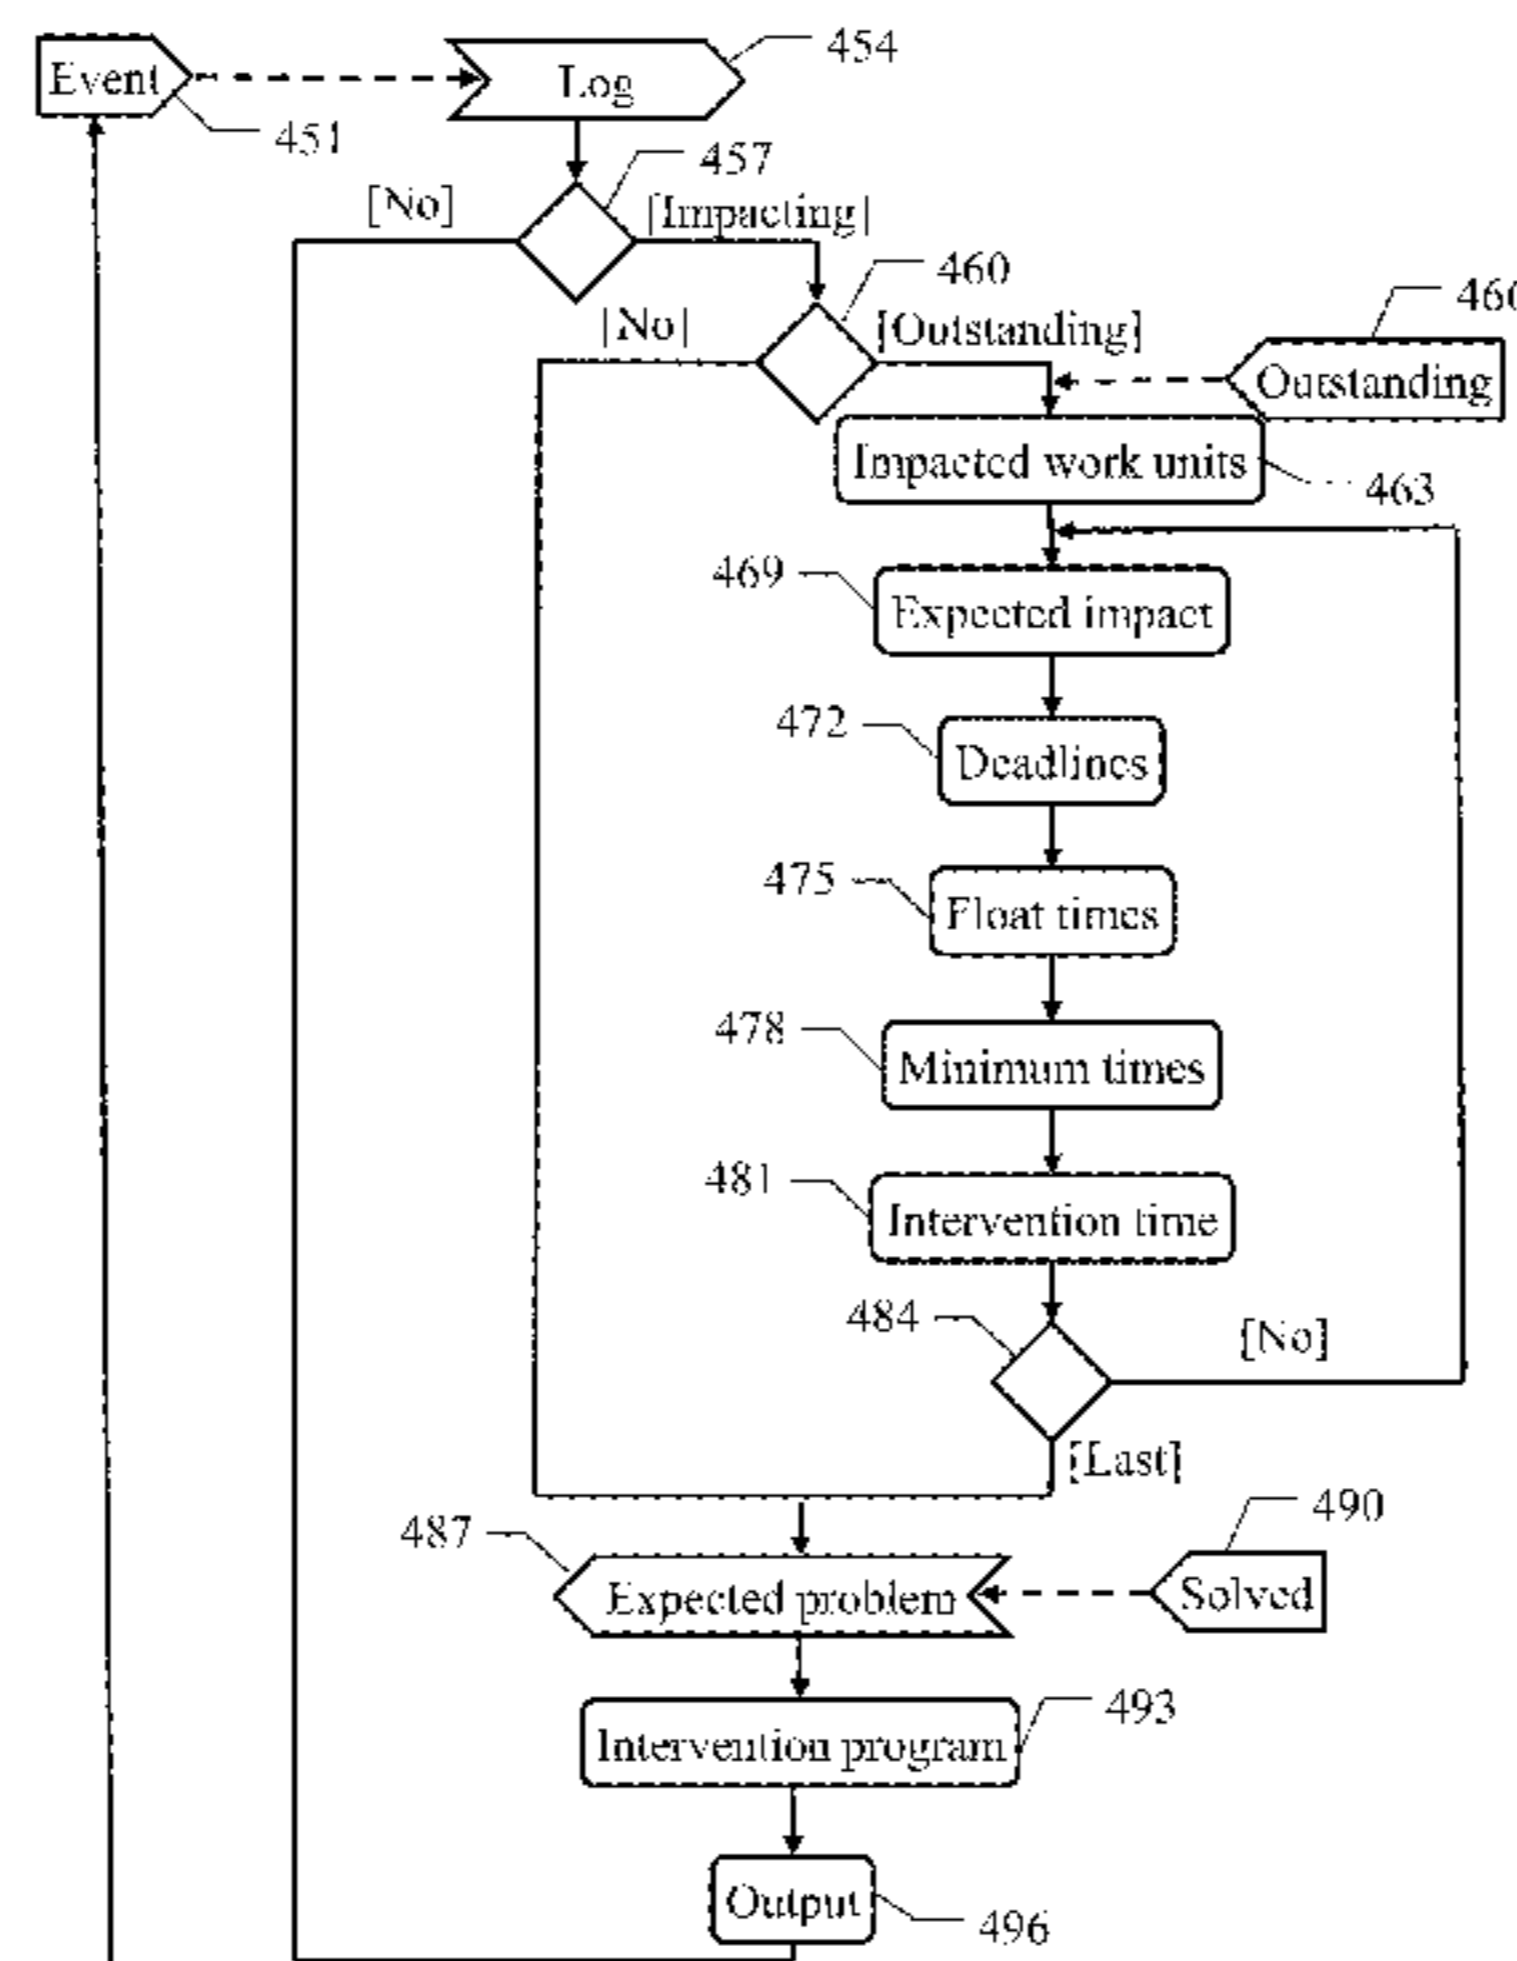 Event
Log
454
451
457
[No]
[Impacting]
460
[No]
[Outstanding]
Outstanding
Impacted work units
463
469
Expected impact
472
Deadlines
475
Float times
478
Minimum times
481
Intervention time
484
[No]
[Last]
490
487
Expected problem
Solved
493
Intervention program
Output
496